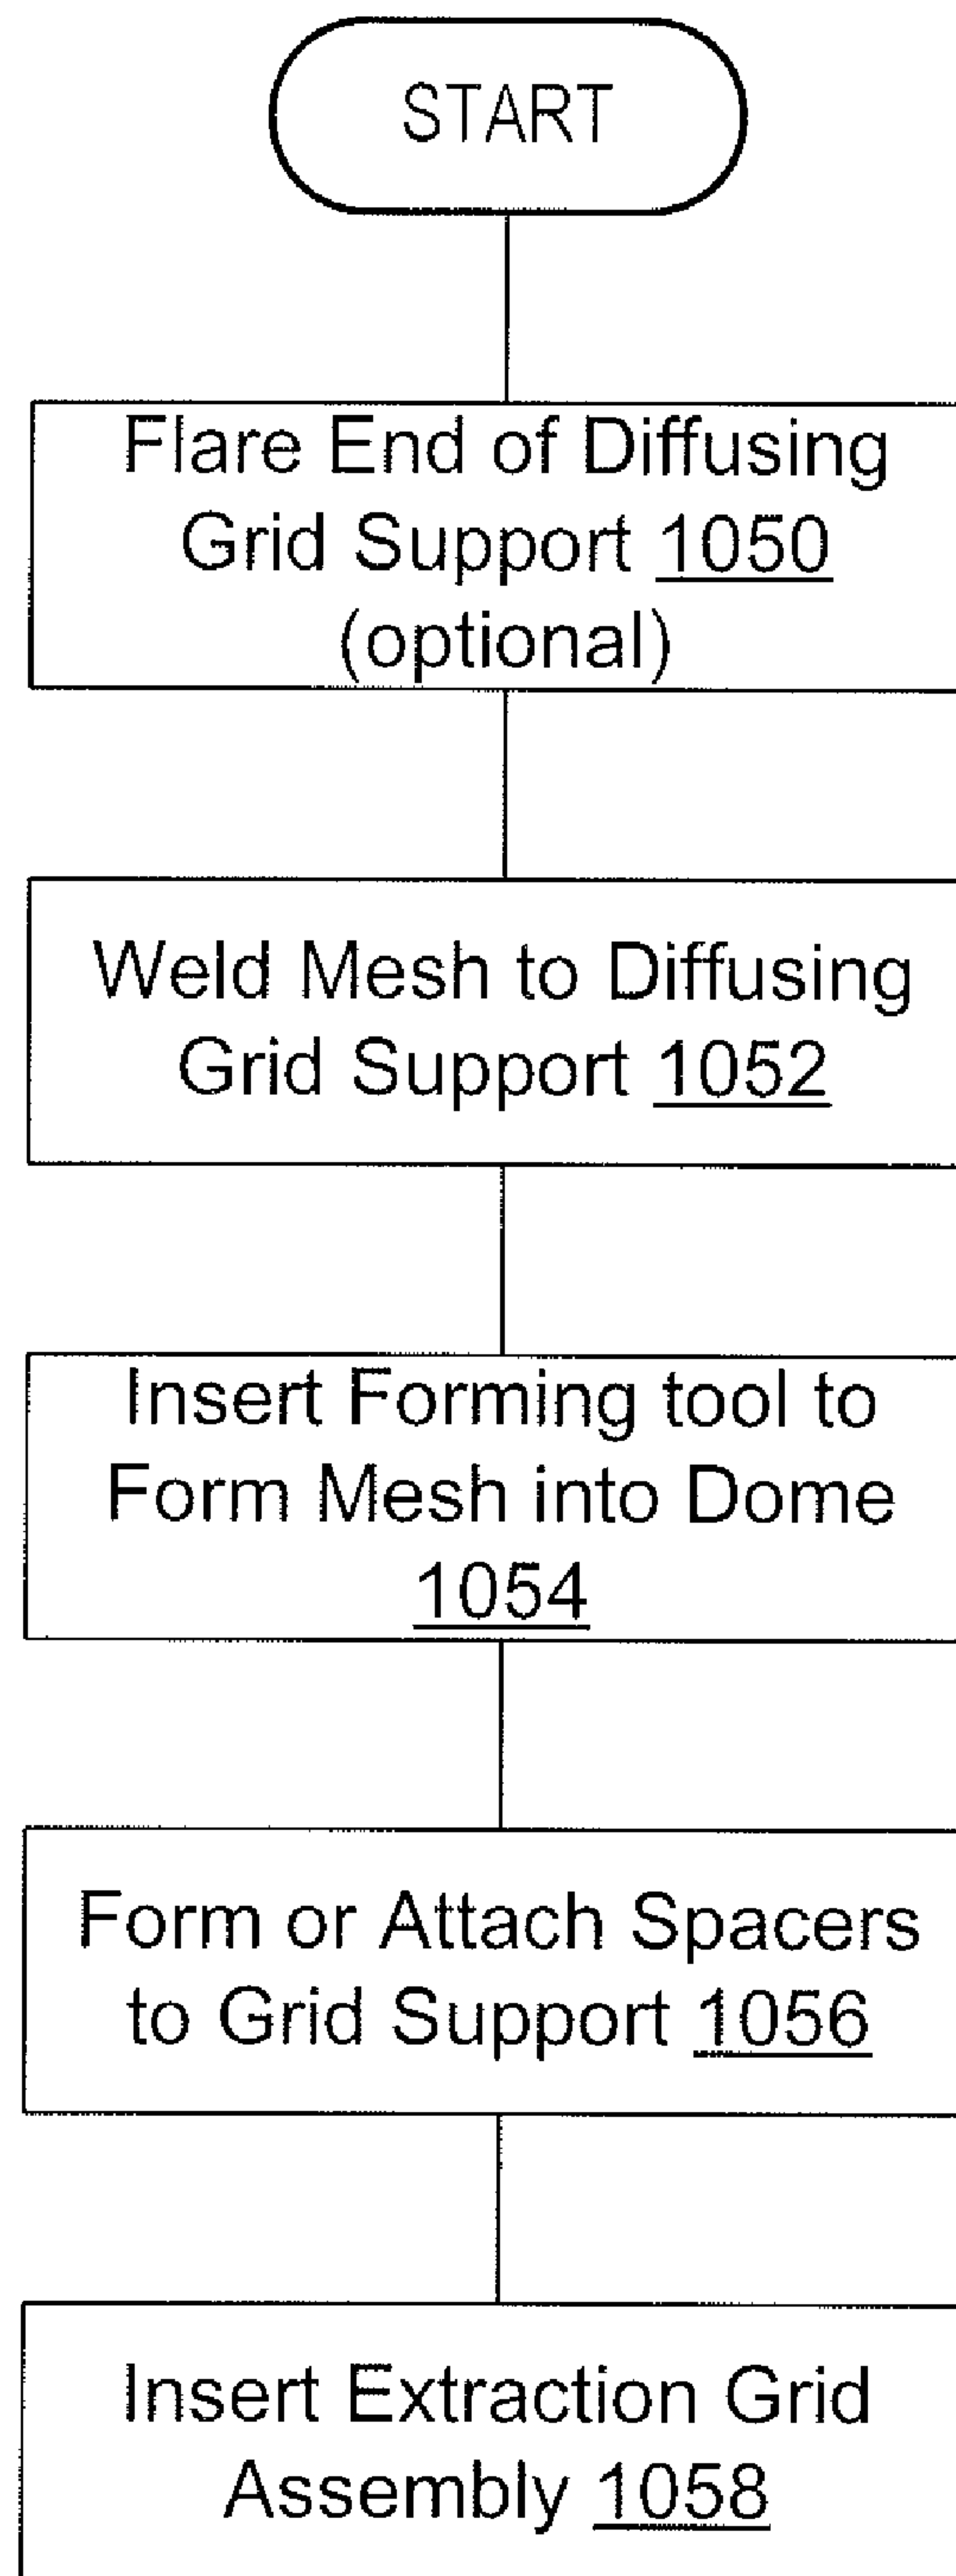 START
Flare End of Diffusing
Grid Support 1050
(optional)
Weld Mesh to Diffusing
Grid Support 1052
Insert Forming tool to
Form Mesh into Dome
1054
Form or Attach Spacers
to Grid Support 1056
Insert Extraction Grid
Assembly 1058